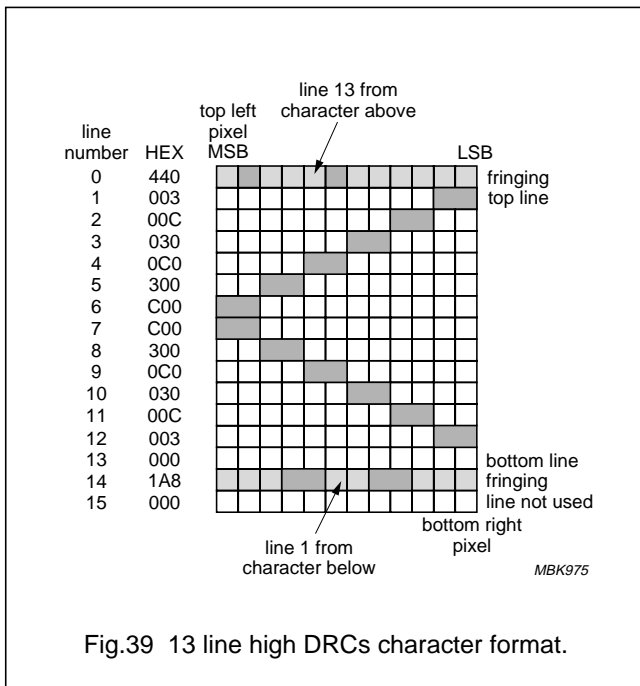 line 13 from
character above
top left
pixel
line
number HEX MSB LSB
0 440 fringing
1 003 top line
2 00C
3 030
4 0C0
5 300
6 C00
7 C00
8 300
9 0C0
10 030
11 00C
12 003
13 000 bottom line
14 1A8 fringing
15 000 line not used
bottom right
pixel
line 1 from
character below
MBK975
Fig.39 13 line high DRCs character format.